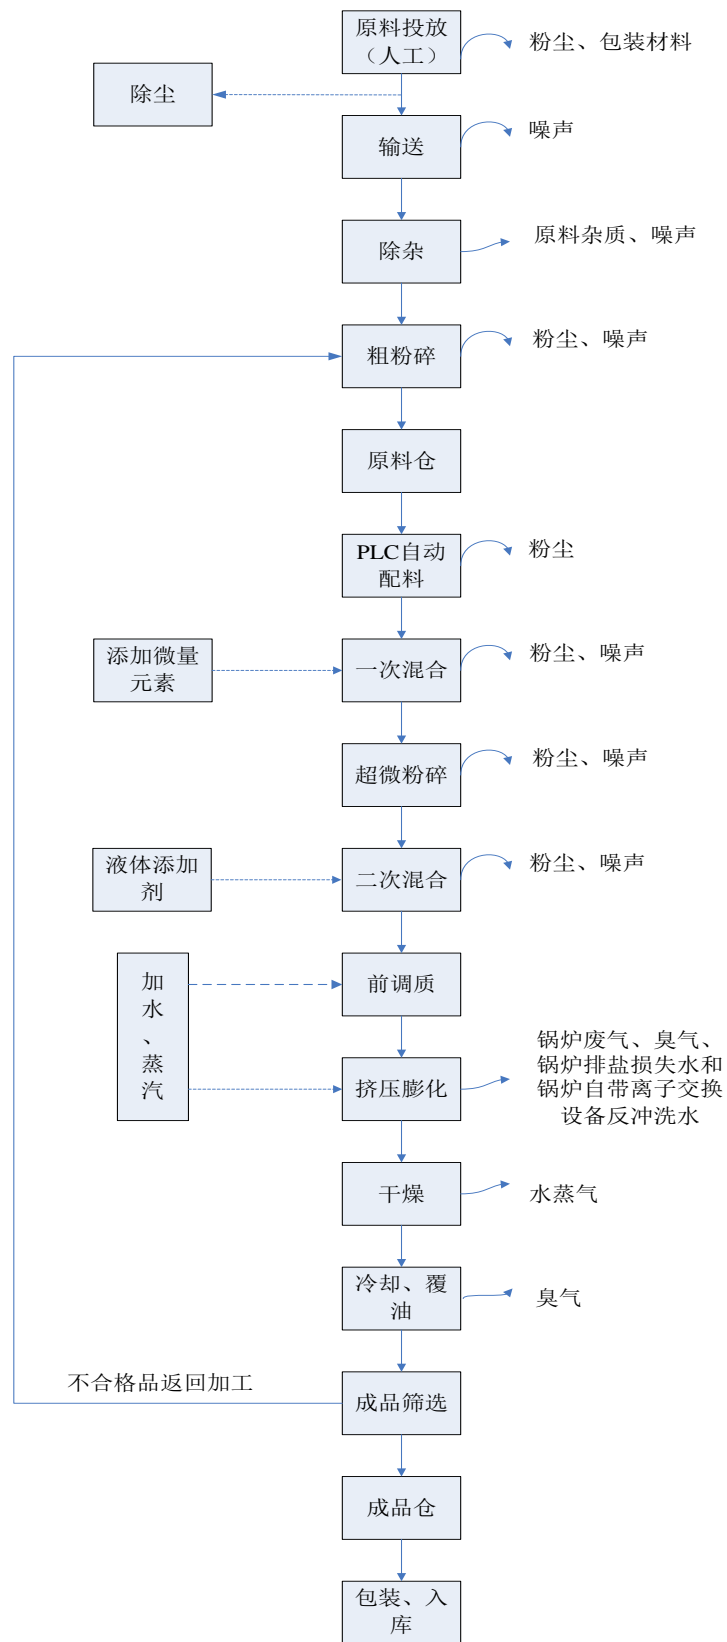 原料投放
（人工）
粉尘、包装材料
除尘
输送
噪声
除杂
原料杂质、噪声
粗粉碎
粉尘、噪声
原料仓
PLC自动
配料
粉尘
添加微量
元素
一次混合
粉尘、噪声
超微粉碎
粉尘、噪声
液体添加
剂
二次混合
粉尘、噪声
加
水
、
蒸
汽
前调质
挤压膨化
锅炉废气、臭气、
锅炉排盐损失水和
锅炉自带离子交换
设备反冲洗水
干燥
水蒸气
冷却、覆
油
臭气
不合格品返回加工
成品筛选
成品仓
包装、入
库